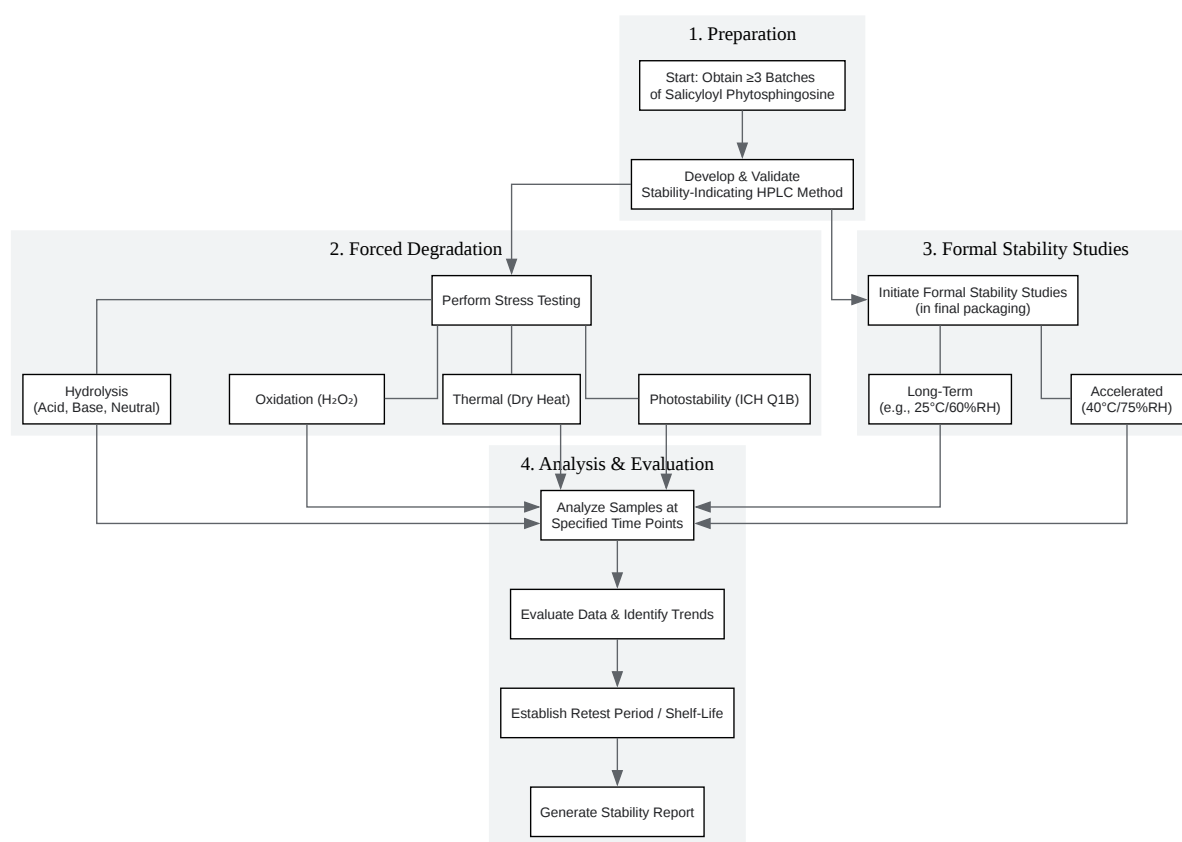 1. Preparation
Start: Obtain ≥3 Batches
of Salicyloyl Phytosphingosine
Develop & Validate
Stability-Indicating HPLC Method
2. Forced Degradation
Perform Stress Testing
Hydrolysis
(Acid, Base, Neutral)
Oxidation (H₂O₂)
Thermal (Dry Heat)
Photostability (ICH Q1B)
3. Formal Stability Studies
Initiate Formal Stability Studies
(in final packaging)
Long-Term
(e.g., 25°C/60%RH)
Accelerated
(40°C/75%RH)
4. Analysis & Evaluation
Analyze Samples at
Specified Time Points
Evaluate Data & Identify Trends
Establish Retest Period / Shelf-Life
Generate Stability Report